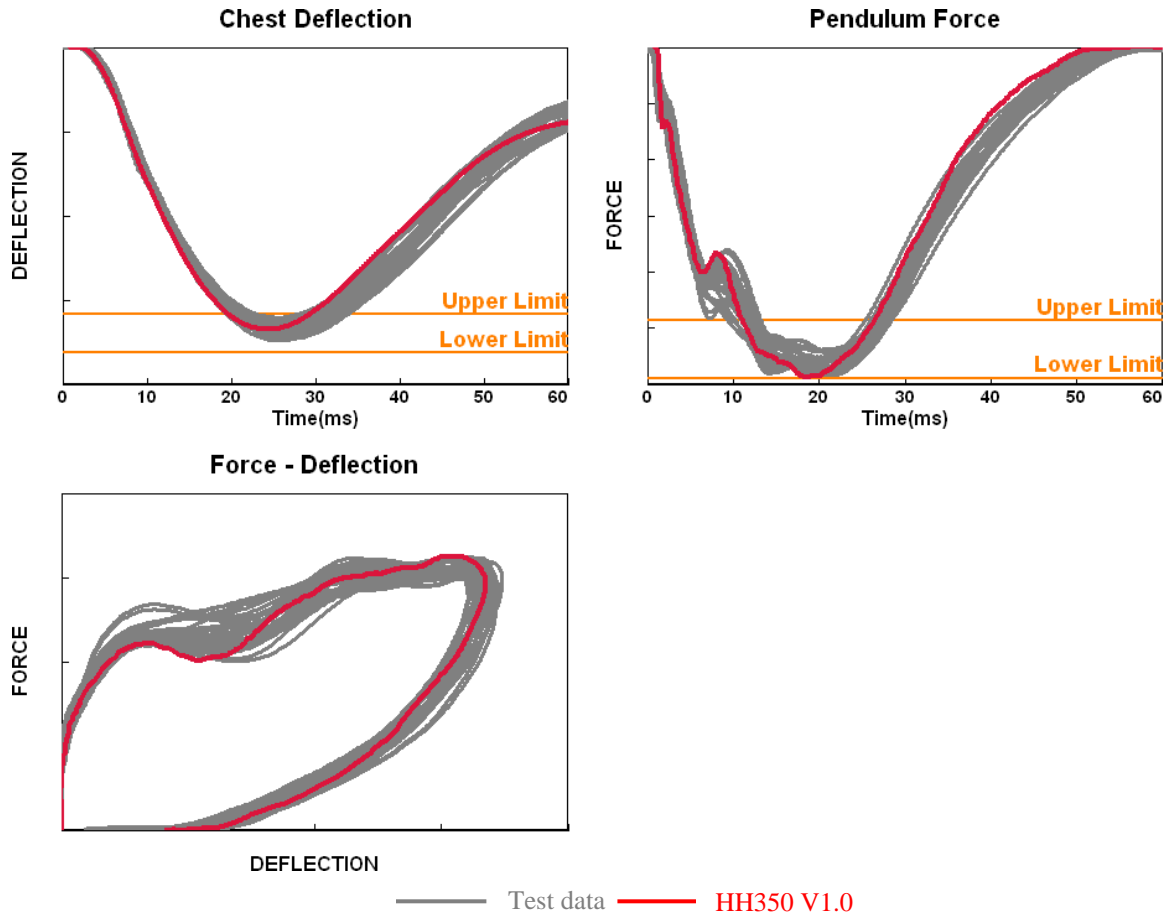 Chest Deflection
DEFLECTION
Upper Limit
Lower Limit
0 10 20 30 40 50 60
Time(ms)
Pendulum Force
FORCE
Upper Limit
Lower Limit
0 10 20 30 40 50 60
Time(ms)
Force - Deflection
FORCE
DEFLECTION
Test data HH350 V1.0